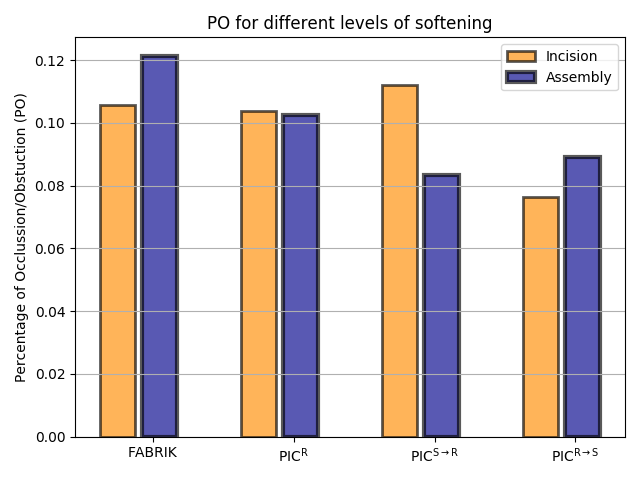 PO for different levels of softening
Incision
Assembly
Percentage of Occlussion/Obstuction (PO)
0.12
0.10
0.08
0.06
0.04
0.02
0.00
FABRIK
PIC^R
PIC^S→R
PIC^R→S